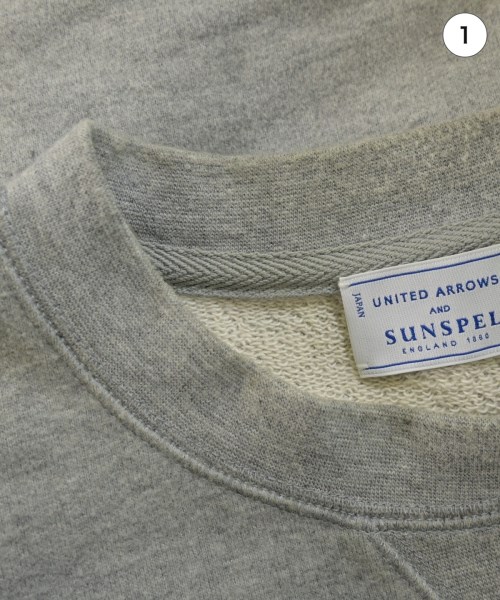 1
JAPAN
UNITED ARROWS
AND
SUNSPEL
ENGLAND 1860